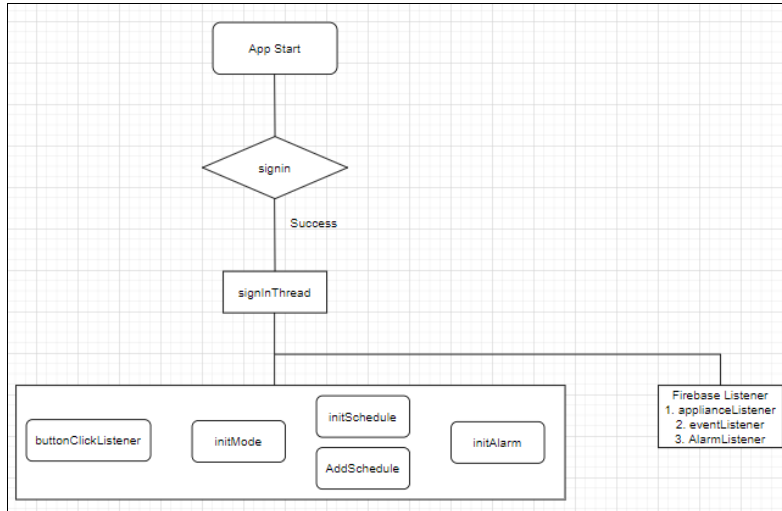 App Start
signin
Success
signInThread
buttonClickListener
initMode
initSchedule
AddSchedule
initAlarm
Firebase Listener
1. applianceListener
2. eventListener
3. AlarmListener